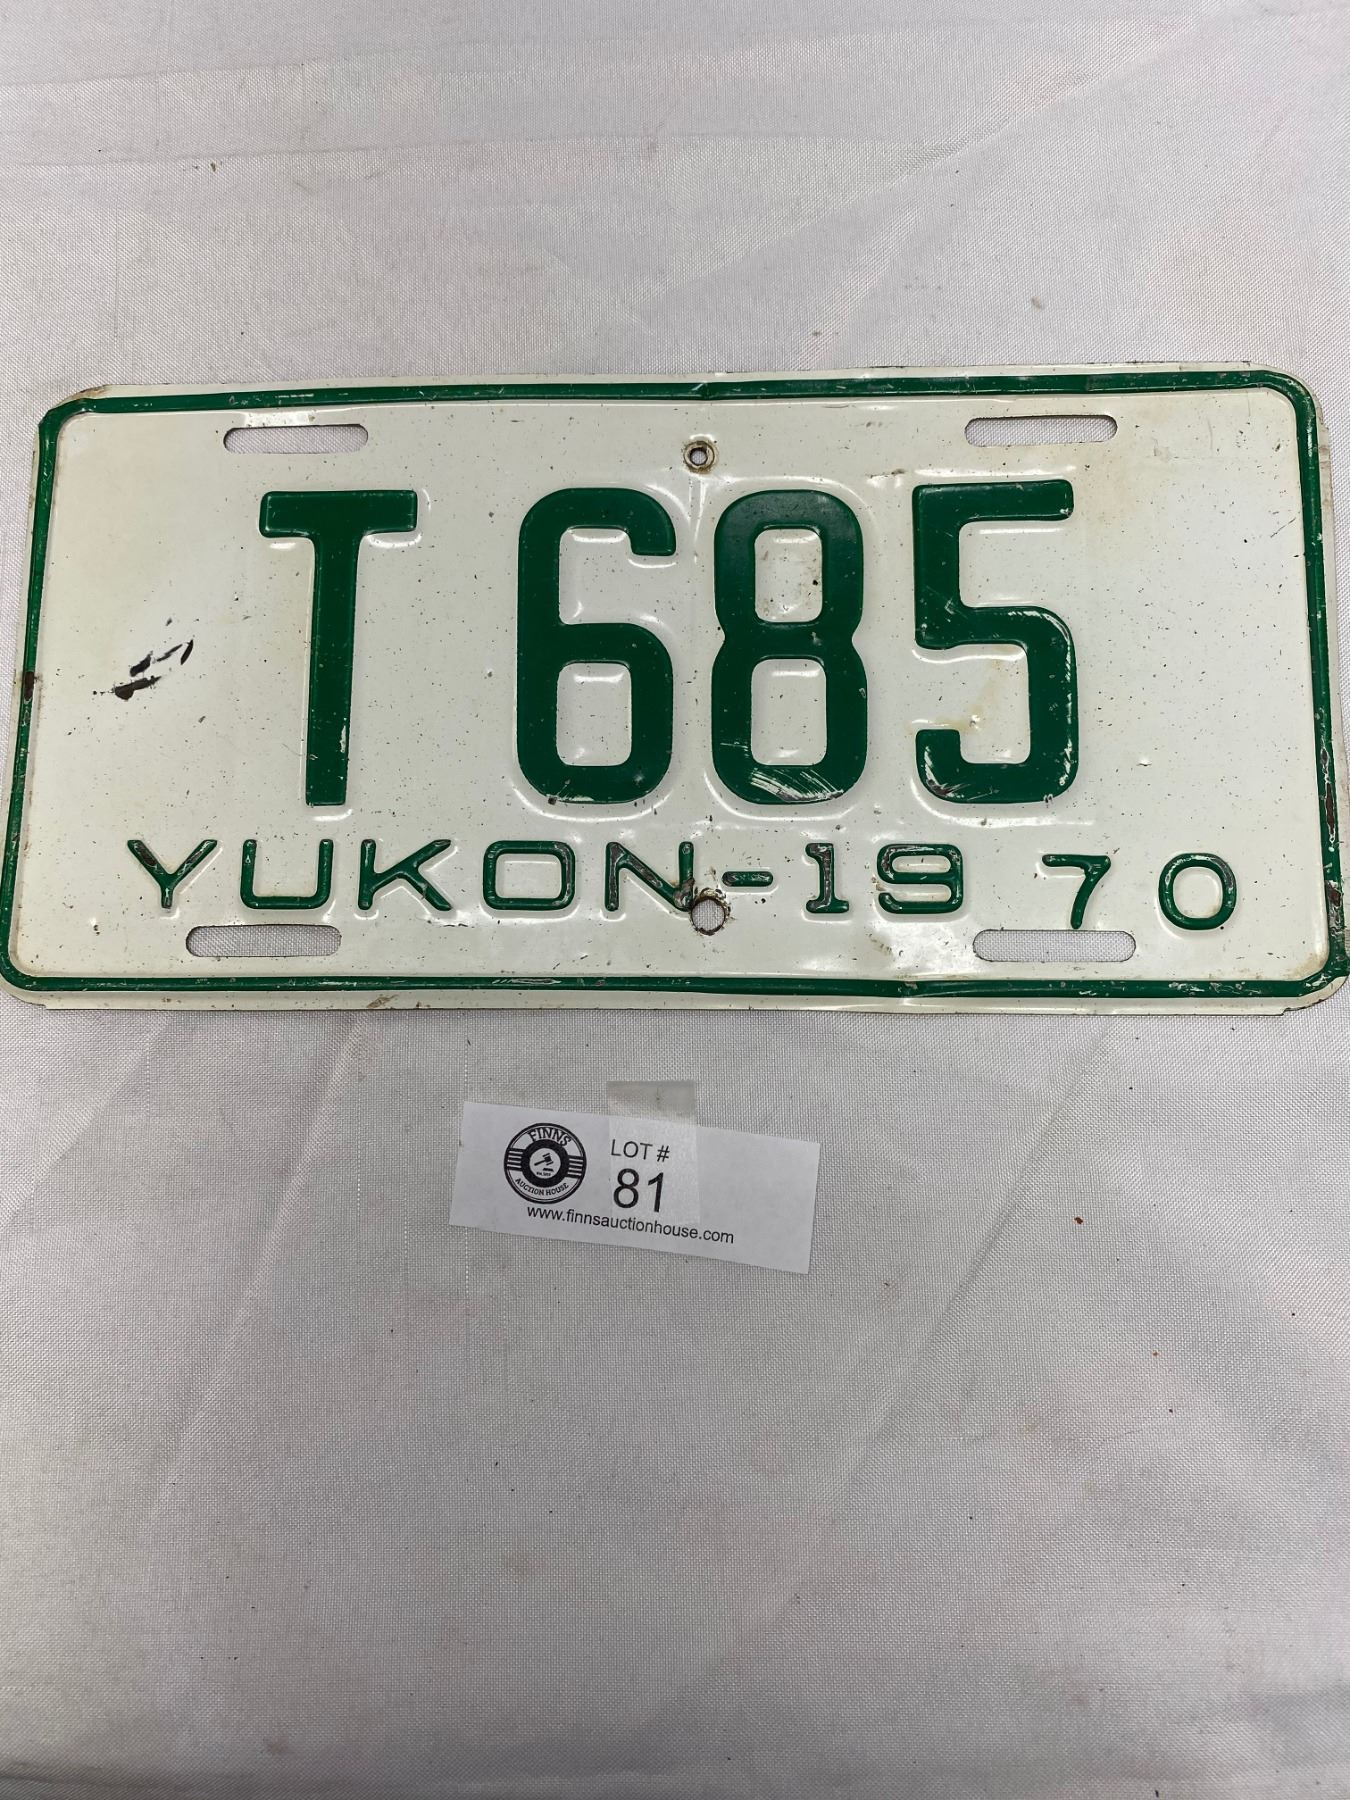 T 685
YUKON-19 70
FINNS
AUCTION HOUSE
LOT #
81
www.finnsauctionhouse.com